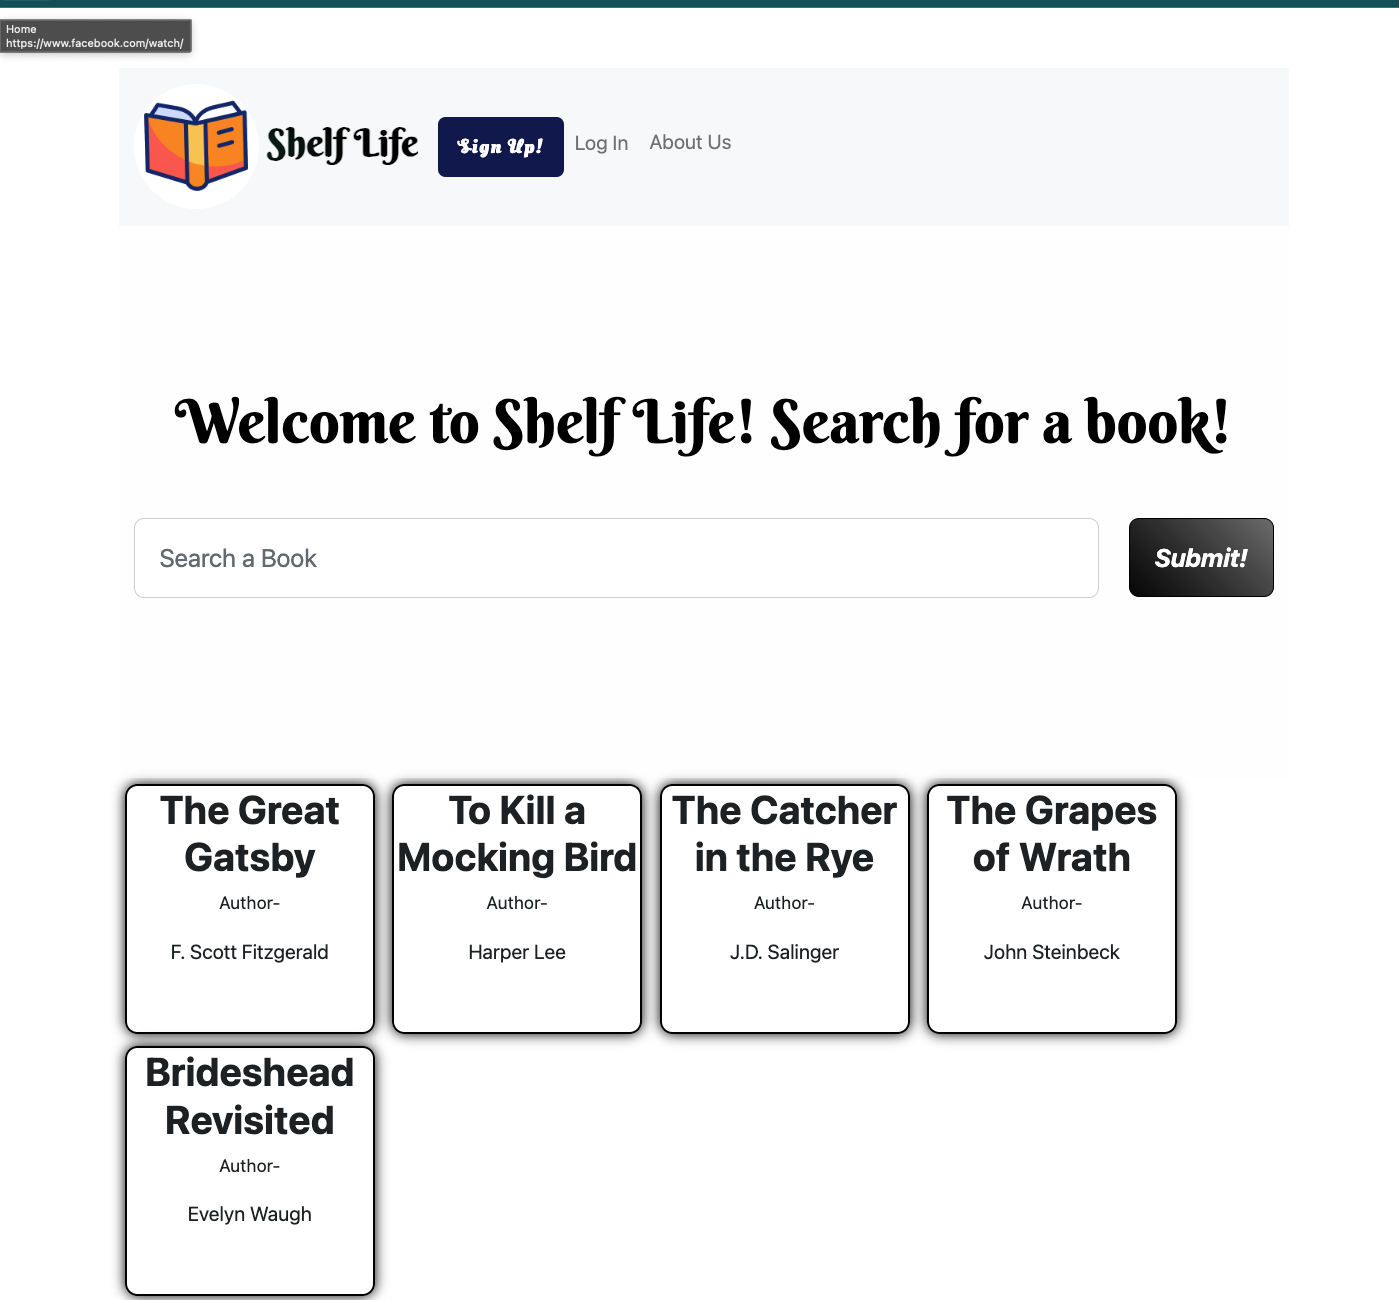 Home
https://www.facebook.com/watch/
Shelf Life
Sign Up!
Log In
About Us
Welcome to Shelf Life! Search for a book!
Search a Book
Submit!
The Great
Gatsby
Author-
F. Scott Fitzgerald
To Kill a
Mocking Bird
Author-
Harper Lee
The Catcher
in the Rye
Author-
J.D. Salinger
The Grapes
of Wrath
Author-
John Steinbeck
Brideshead
Revisited
Author-
Evelyn Waugh